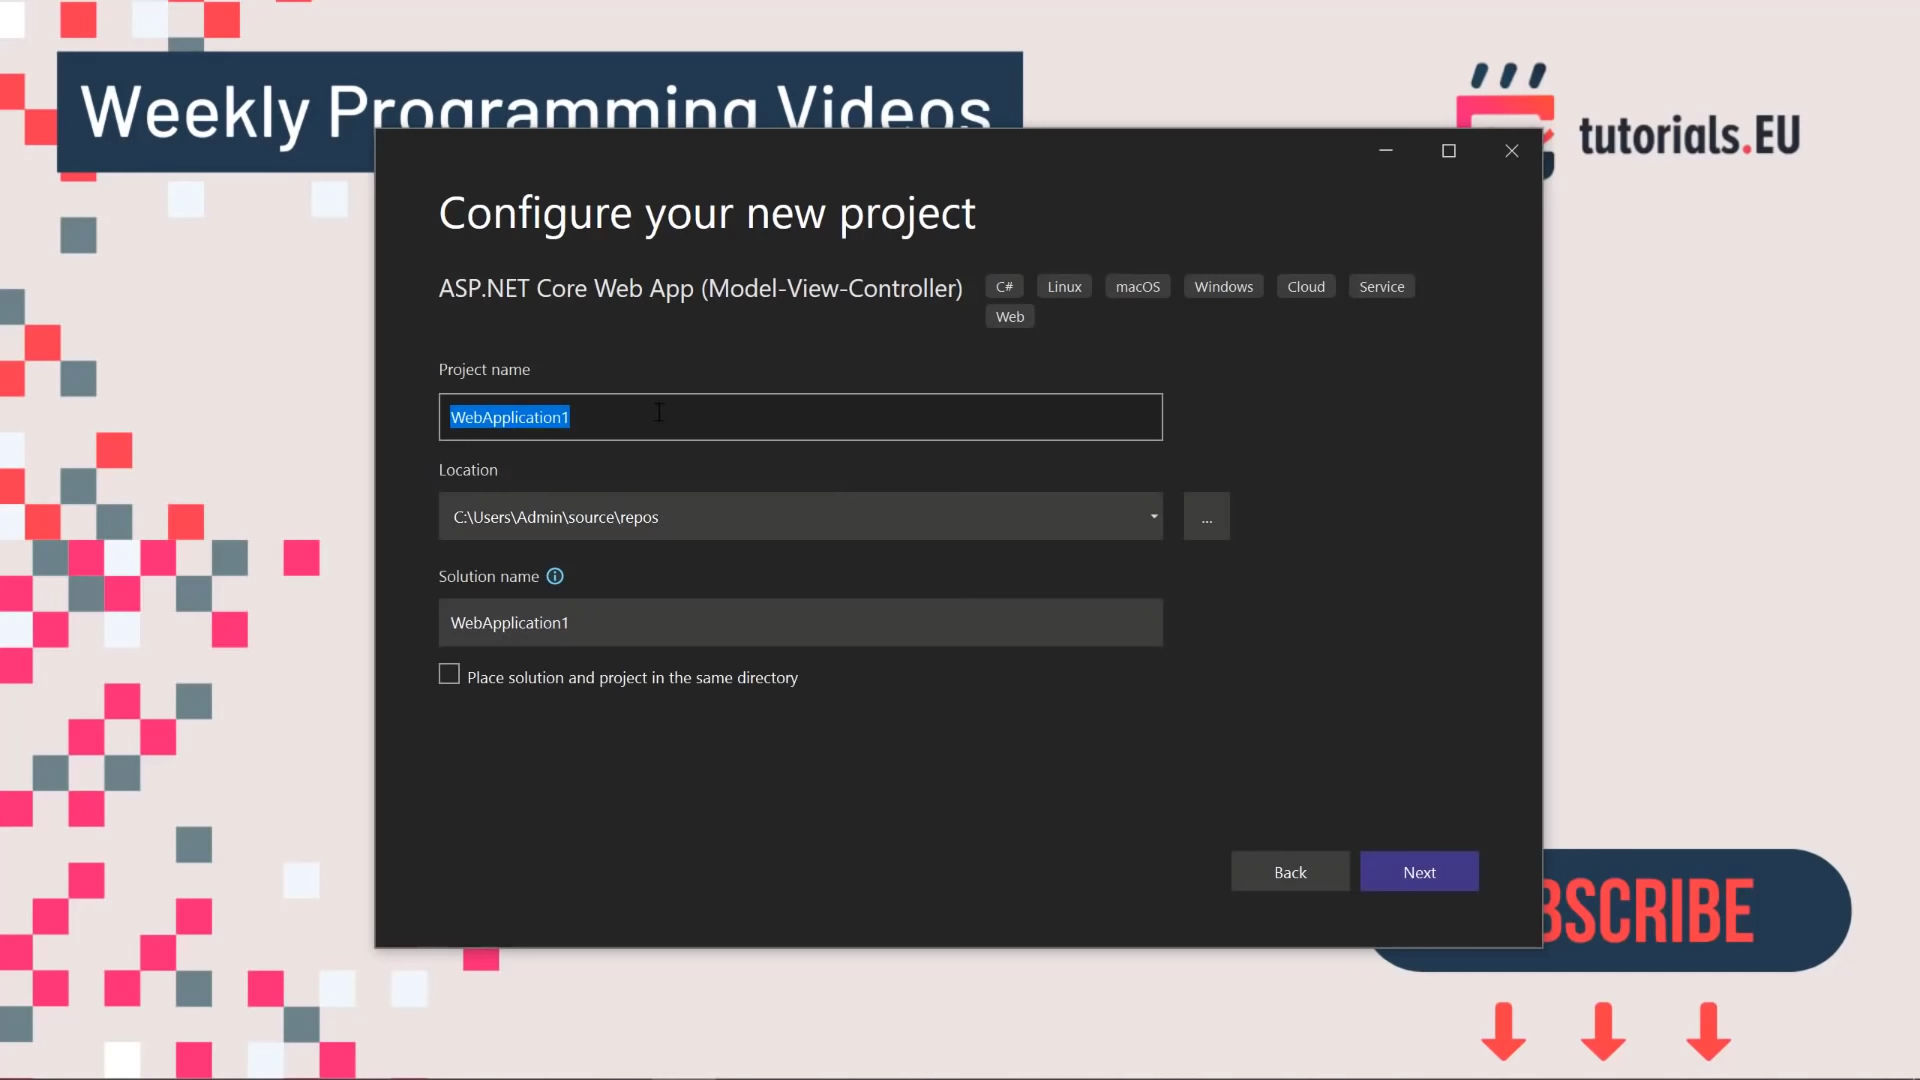 Weekly Programming Videos
tutorials.EU
Configure your new project
ASP.NET Core Web App (Model-View-Controller)
C# Linux macOS Windows Cloud Service
Web
Project name
WebApplication1
Location
C:\Users\Admin\source\repos
...
Solution name
WebApplication1
Place solution and project in the same directory
Back
Next
BSCRIBE